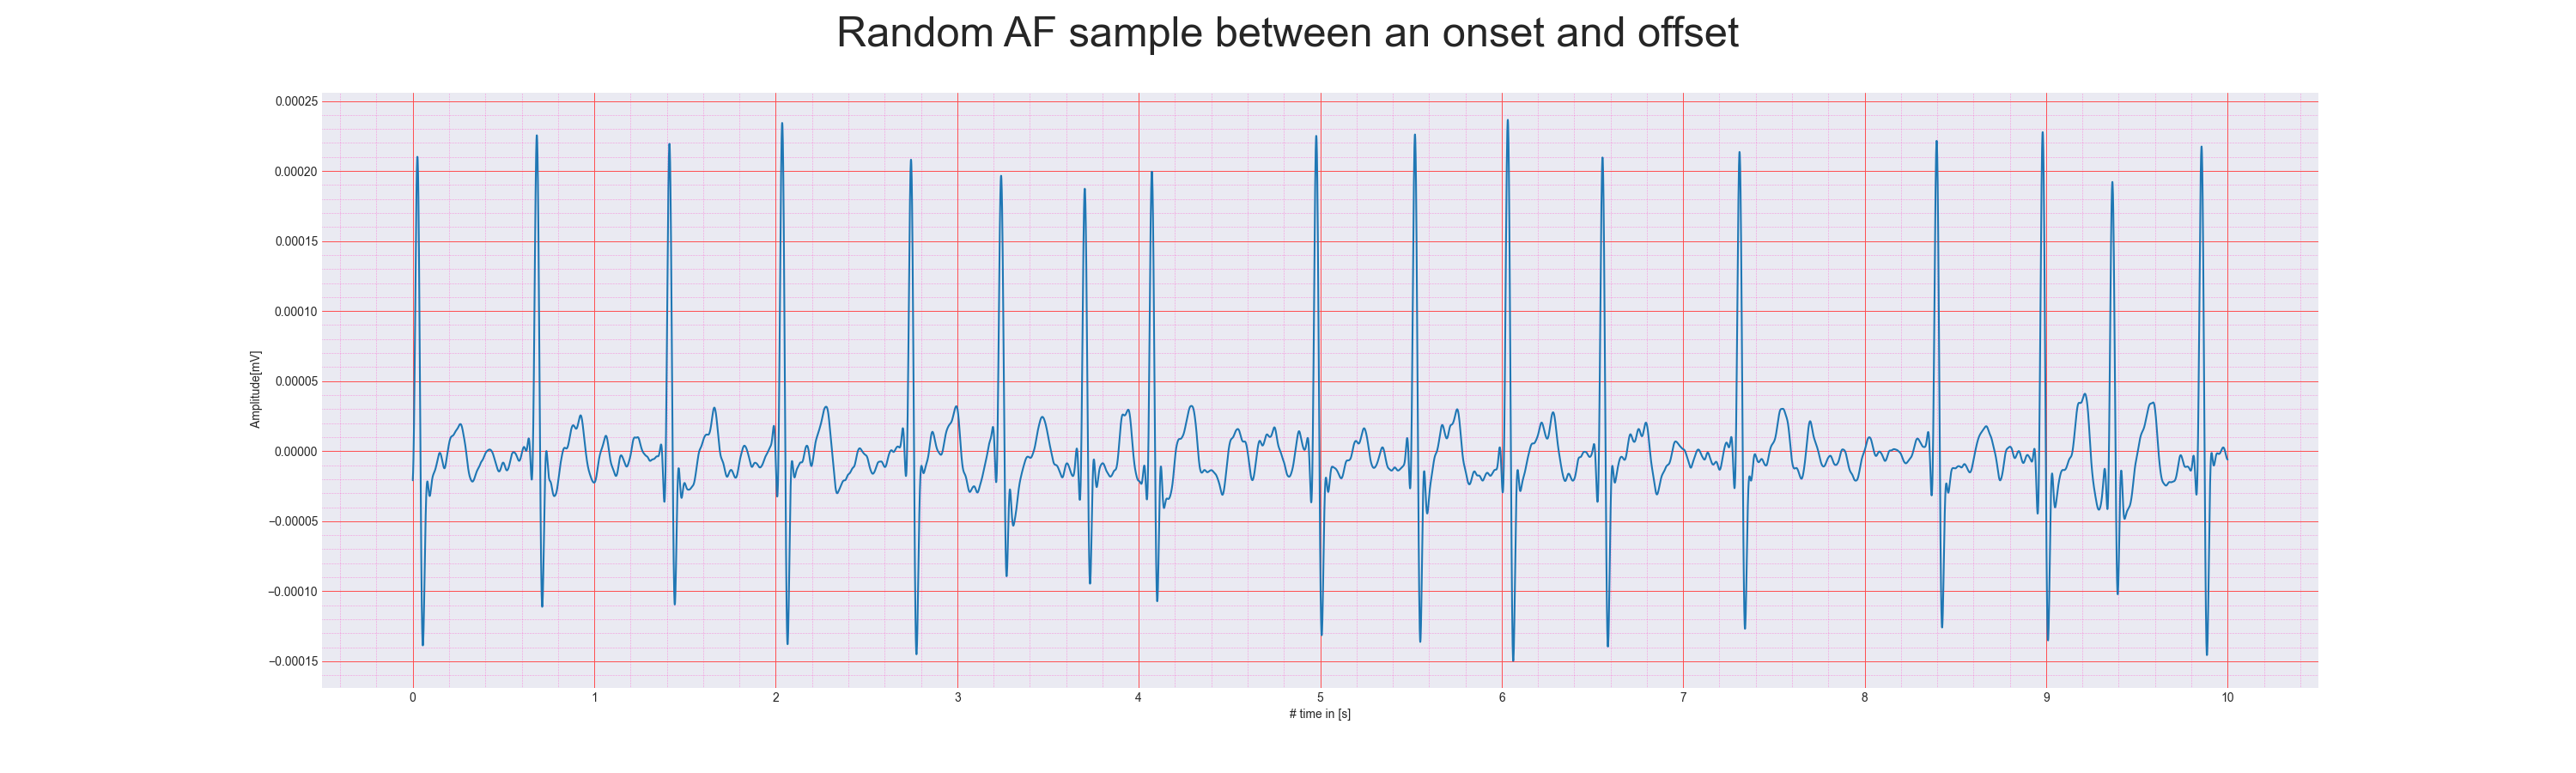 Random AF sample between an onset and offset
0.00025
0.00020
0.00015
0.00010
0.00005
0.00000
−0.00005
−0.00010
−0.00015
Amplitude[mV]
0 1 2 3 4 5 6 7 8 9 10
# time in [s]